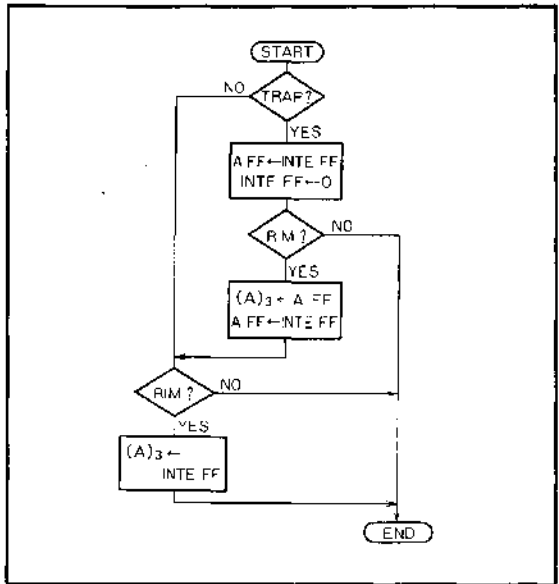 START
NO
TRAP?
YES
A FF←INTE FF
INTE FF←0
RIM?
NO
YES
(A)₃← A FF
A FF←INTE FF
RIM?
NO
YES
(A)₃←
INTE FF
END